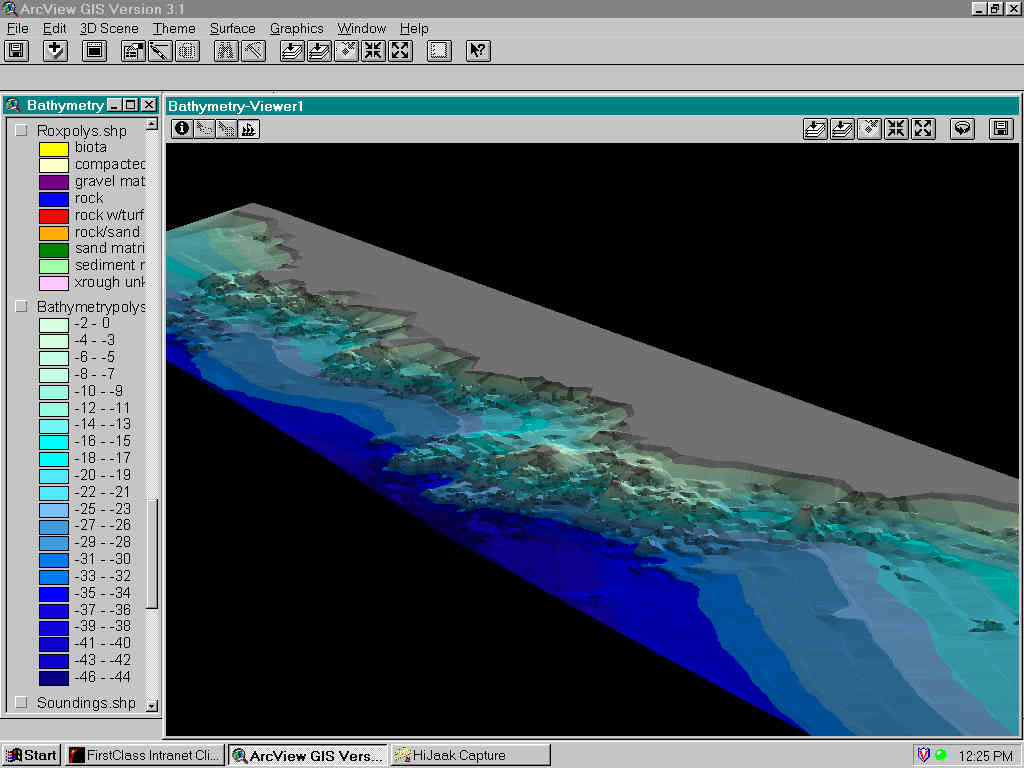 ArcView GIS Version 3.1
File Edit 3D Scene Theme Surface Graphics Window Help
Bathymetry
Bathymetry-Viewer1
Roxpolys.shp
biota
compacted
gravel mat
rock
rock w/turf
rock/sand
sand matri
sediment r
xrough unk
Bathymetrypolys
-2 - 0
-4 - -3
-6 - -5
-8 - -7
-10 - -9
-12 - -11
-14 - -13
-16 - -15
-18 - -17
-20 - -19
-22 - -21
-25 - -23
-27 - -26
-29 - -28
-31 - -30
-33 - -32
-35 - -34
-37 - -36
-39 - -38
-41 - -40
-43 - -42
-46 - -44
Soundings.shp
Start FirstClass Intranet Cli... ArcView GIS Vers... HiJaak Capture 12:25 PM